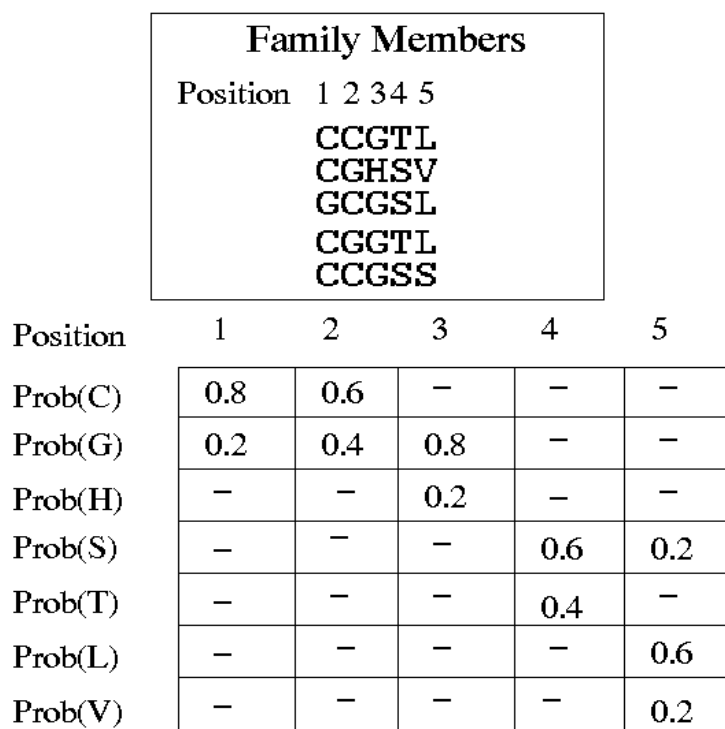 Family Members
Position 1 2 3 4 5
CCGTL
CGHSV
GCGSL
CGGTL
CCGSS
Position 1 2 3 4 5
Prob(C) 0.8 0.6 – – –
Prob(G) 0.2 0.4 0.8 – –
Prob(H) – – 0.2 – –
Prob(S) – – – 0.6 0.2
Prob(T) – – – 0.4 –
Prob(L) – – – – 0.6
Prob(V) – – – – 0.2